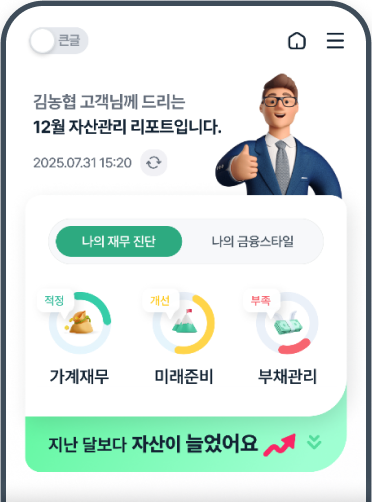 큰글
김농협 고객님께 드리는
12월 자산관리 리포트입니다.
2025.07.31 15:20
나의 재무 진단
나의 금융스타일
적정
개선
부족
가계재무
미래준비
부채관리
지난 달보다 자산이 늘었어요